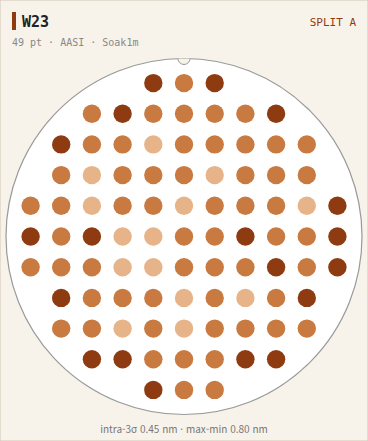 W23
SPLIT A
49 pt · AASI · Soak1m
intra-3σ 0.45 nm · max-min 0.80 nm